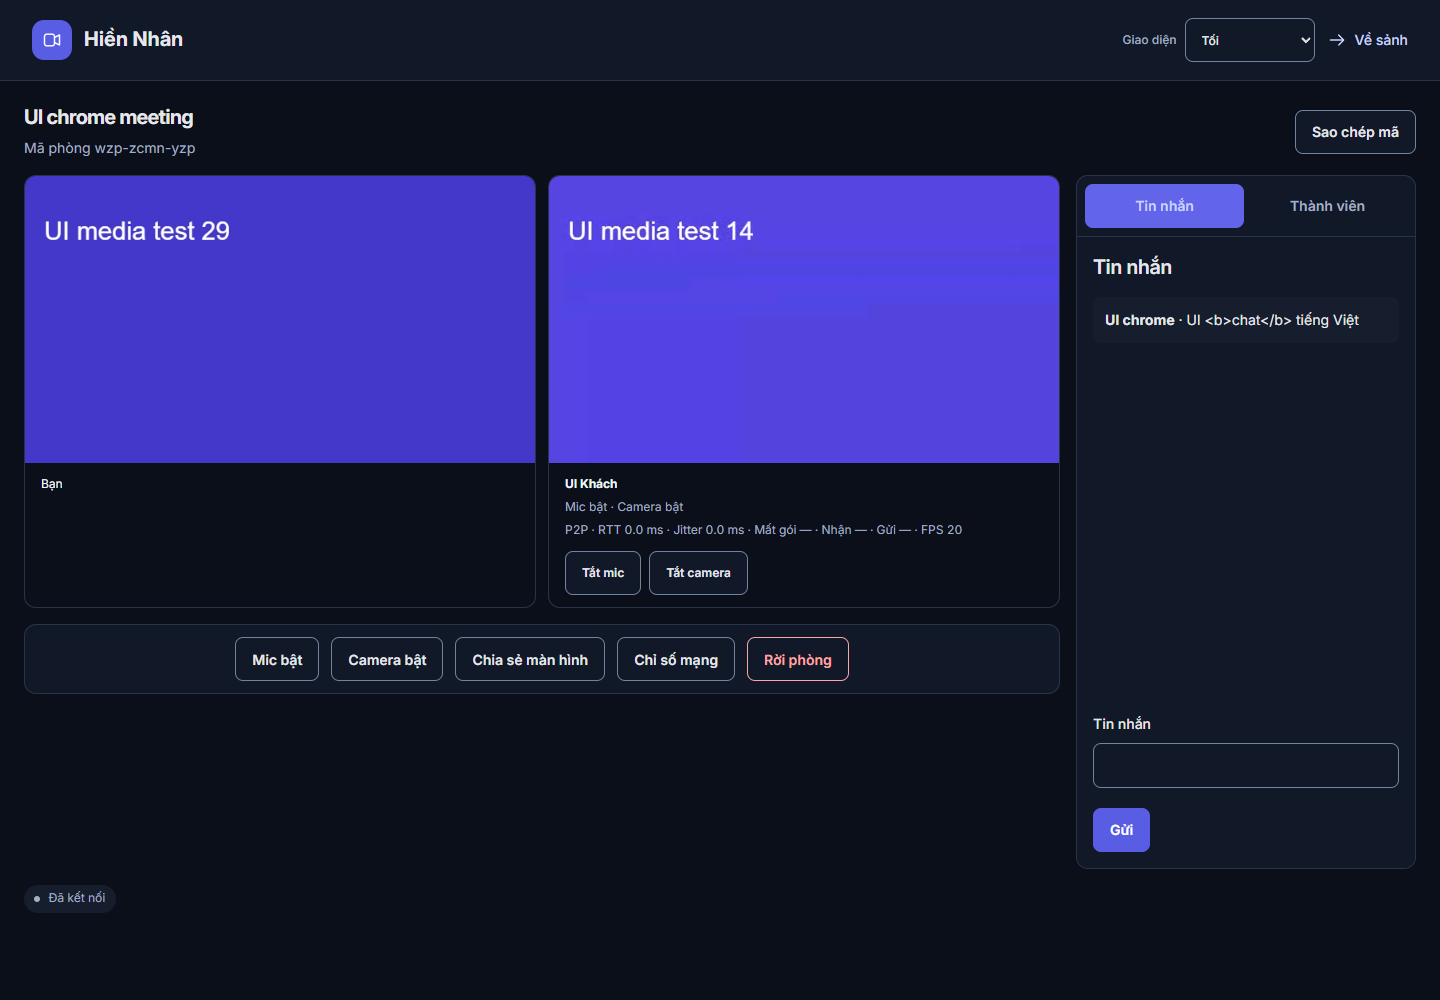 Hiền Nhân
Giao diện
Tối
Về sảnh
UI chrome meeting
Mã phòng wzp-zcmn-yzp
Sao chép mã
UI media test 29
Bạn
UI media test 14
UI Khách
Mic bật · Camera bật
P2P · RTT 0.0 ms · Jitter 0.0 ms · Mất gói — · Nhận — · Gửi — · FPS 20
Tắt mic
Tắt camera
Mic bật
Camera bật
Chia sẻ màn hình
Chỉ số mạng
Rời phòng
Tin nhắn
Thành viên
Tin nhắn
UI chrome · UI <b>chat</b> tiếng Việt
Tin nhắn
Gửi
Đã kết nối